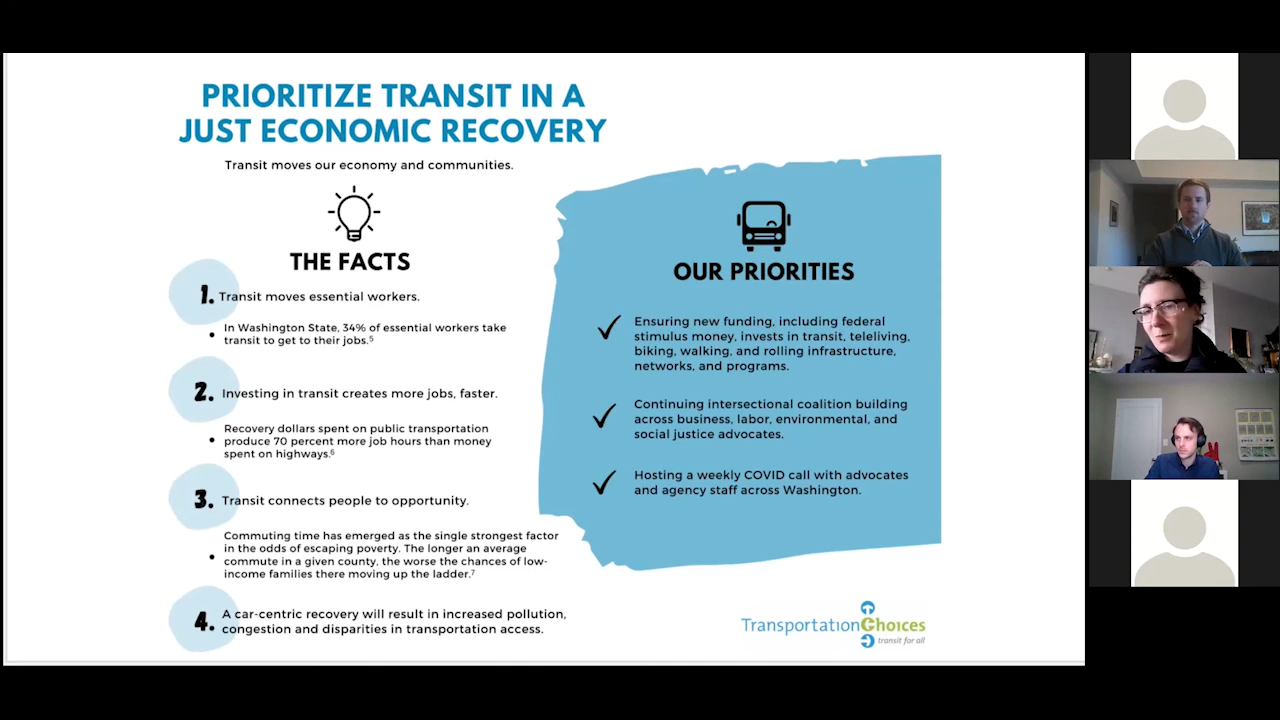 PRIORITIZE TRANSIT IN A
JUST ECONOMIC RECOVERY
Transit moves our economy and communities.
THE FACTS
1. Transit moves essential workers.
• In Washington State, 34% of essential workers take
transit to get to their jobs.⁵
2. Investing in transit creates more jobs, faster.
• Recovery dollars spent on public transportation
produce 70 percent more job hours than money
spent on highways.⁶
3. Transit connects people to opportunity.
• Commuting time has emerged as the single strongest factor
in the odds of escaping poverty. The longer an average
commute in a given county, the worse the chances of low-
income families there moving up the ladder.⁷
4. A car-centric recovery will result in increased pollution,
congestion and disparities in transportation access.
OUR PRIORITIES
✓ Ensuring new funding, including federal
stimulus money, invests in transit, teleliving,
biking, walking, and rolling infrastructure,
networks, and programs.
✓ Continuing intersectional coalition building
across business, labor, environmental, and
social justice advocates.
✓ Hosting a weekly COVID call with advocates
and agency staff across Washington.
TransportationChoices
transit for all